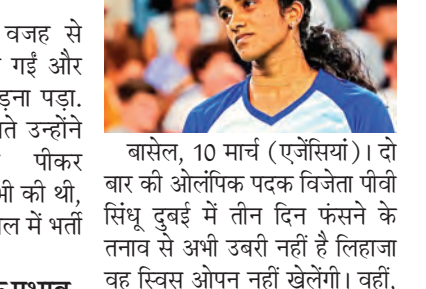 वजह से
गईं और
पड़ा.
उन्होंने
पीकर
की थी,
में भर्ती
बासेल, 10 मार्च (एजेंसियां)। दो
बार की ओलंपिक पदक विजेता पीवी
सिंधू दुबई में तीन दिन फंसने के
तनाव से अभी उबरी नहीं है लिहाजा
वह स्विस ओपन नहीं खेलेंगी। वहीं,